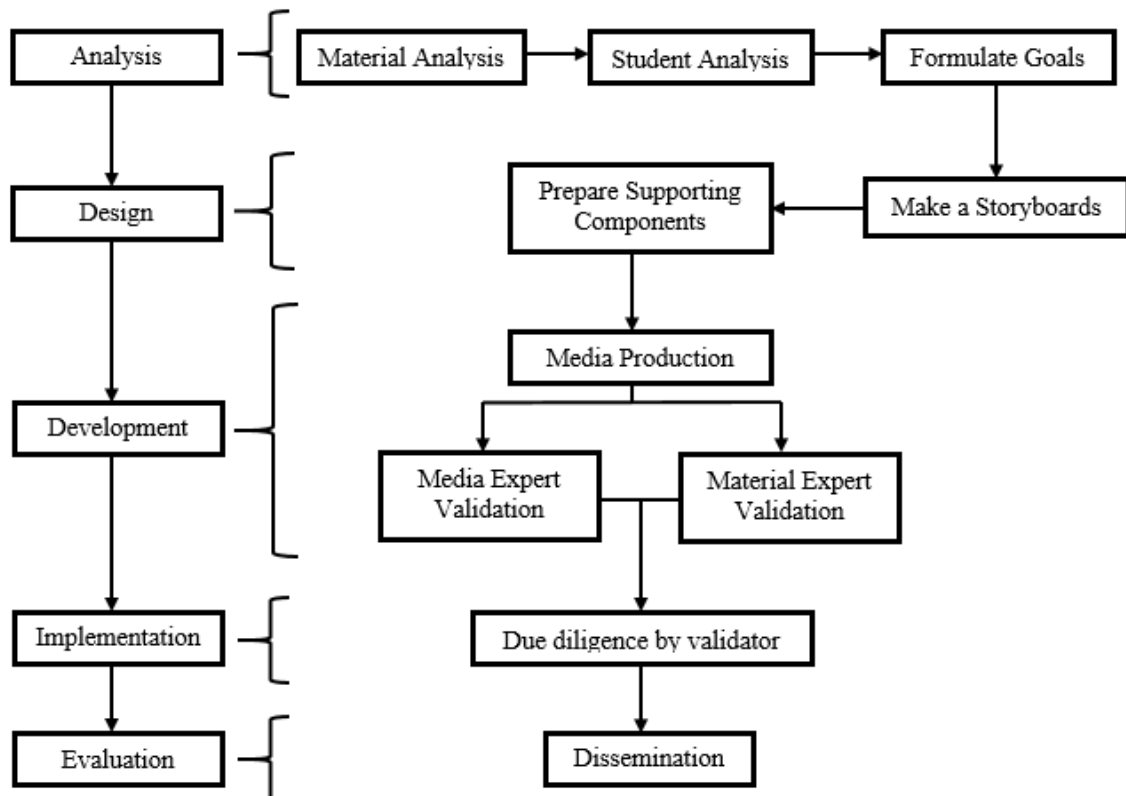 Analysis
Material Analysis
Student Analysis
Formulate Goals
Design
Prepare Supporting
Components
Make a Storyboards
Media Production
Development
Media Expert
Validation
Material Expert
Validation
Implementation
Due diligence by validator
Evaluation
Dissemination